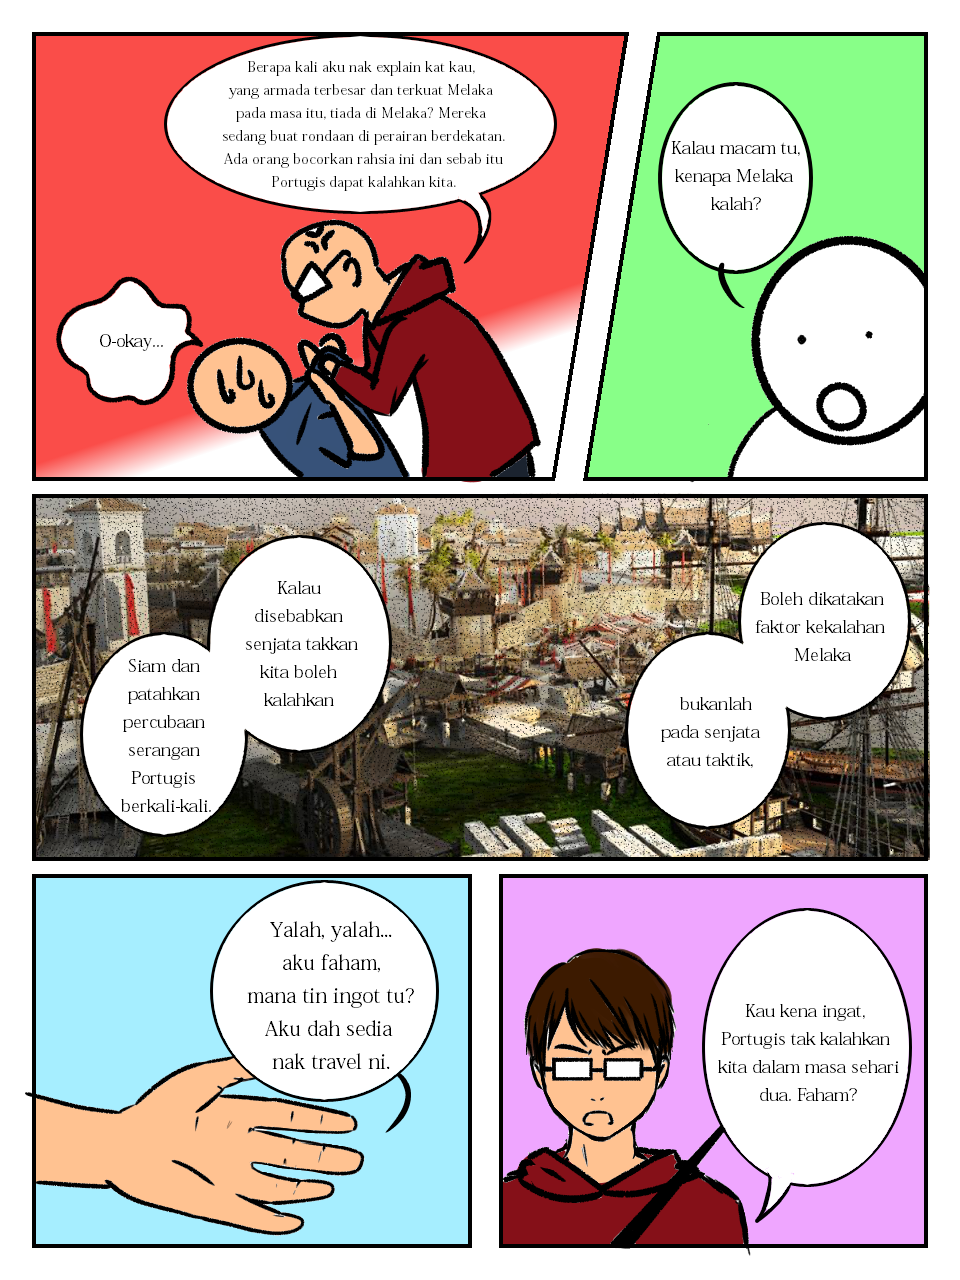 Berapa kali aku nak explain kat kau,
yang armada terbesar dan terkuat Melaka
pada masa itu, tiada di Melaka? Mereka
sedang buat rondaan di perairan berdekatan.
Ada orang bocorkan rahsia ini dan sebab itu
Portugis dapat kalahkan kita.
O-okay...
Kalau macam tu,
kenapa Melaka
kalah?
Kalau
disebabkan
senjata takkan
kita boleh
kalahkan
Siam dan
patahkan
percubaan
serangan
Portugis
berkali-kali.
Boleh dikatakan
faktor kekalahan
Melaka
bukanlah
pada senjata
atau taktik,
Yalah, yalah...
aku faham,
mana tin ingot tu?
Aku dah sedia
nak travel ni.
Kau kena ingat,
Portugis tak kalahkan
kita dalam masa sehari
dua. Faham?